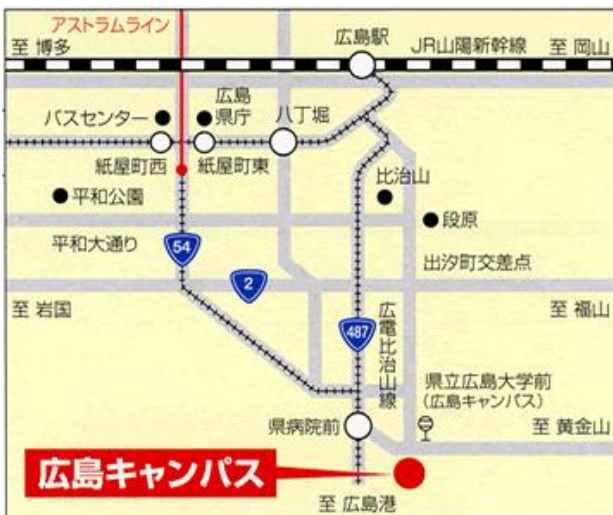 アストラムライン
至 博多
広島駅
JR山陽新幹線
至 岡山
バスセンター
広島
県庁
八丁堀
紙屋町西
紙屋町東
比治山
平和公園
段原
平和大通り
54
出汐町交差点
2
至 岩国
至 福山
487
広電比治山線
県立広島大学前
(広島キャンパス)
県病院前
至 黄金山
広島キャンパス
至 広島港